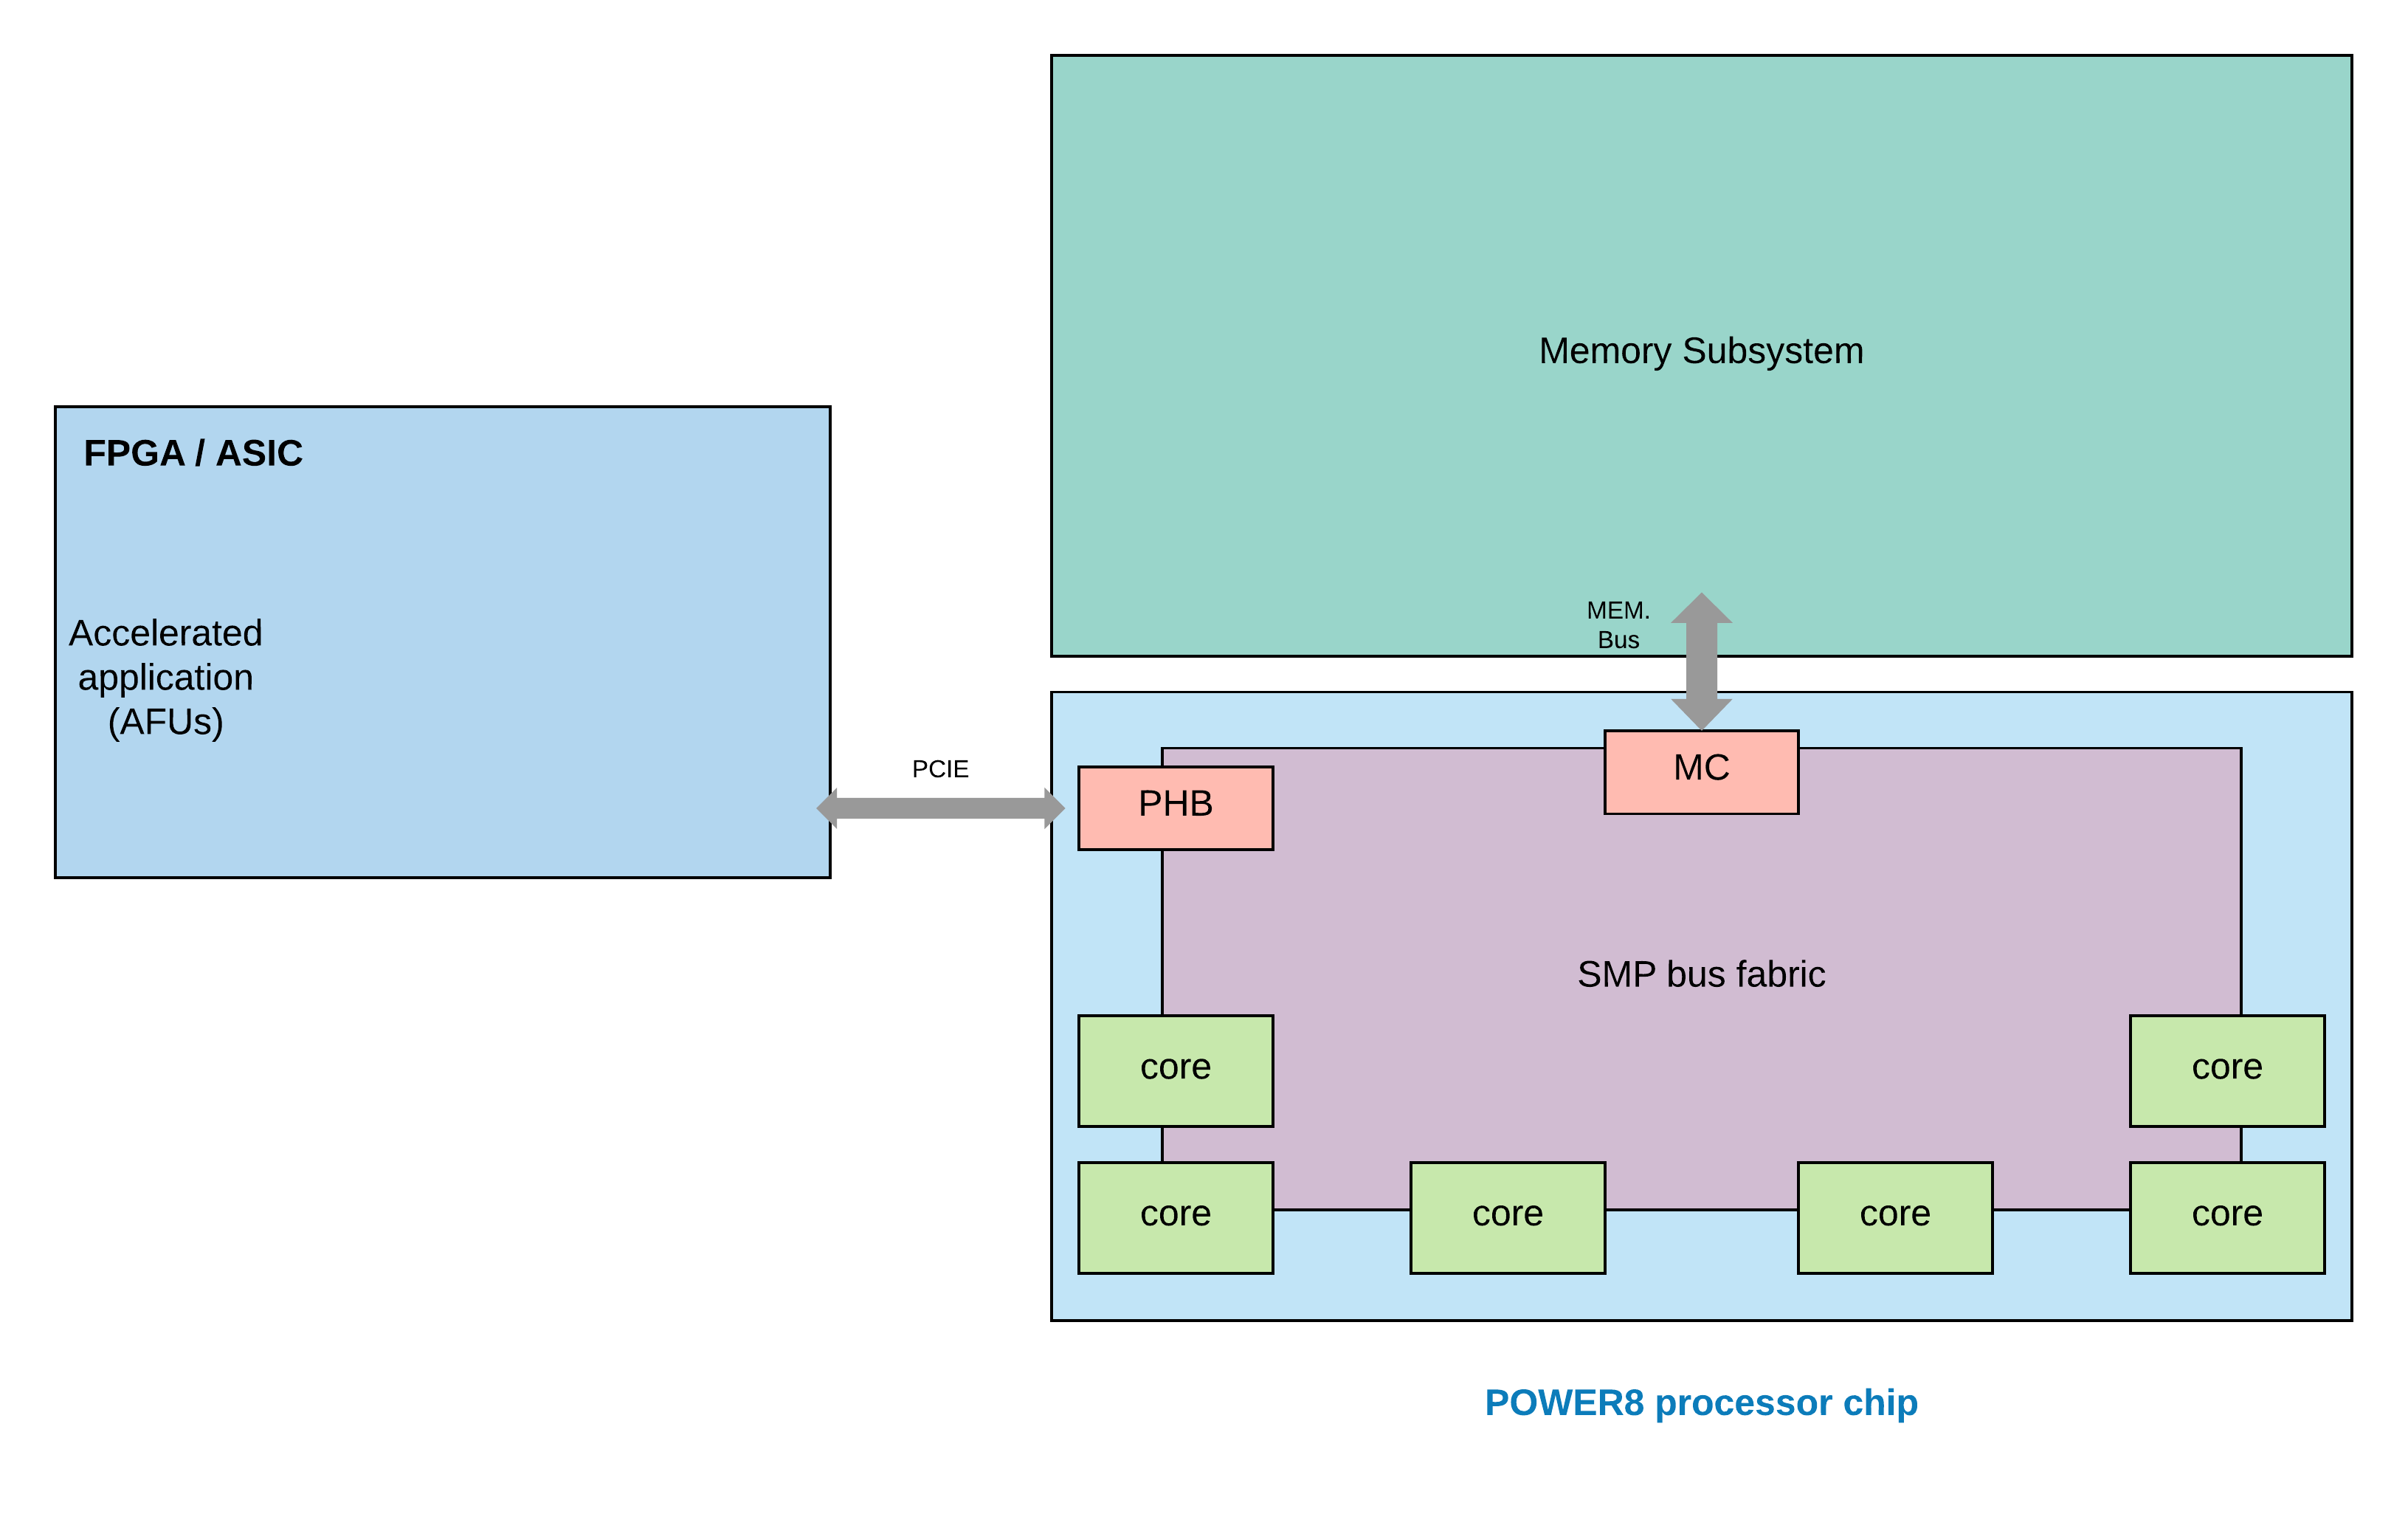 Memory Subsystem
FPGA / ASIC
MEM.
Bus
Accelerated
application
(AFUs)
PCIE
MC
PHB
SMP bus fabric
core
core
core
core
core
core
POWER8 processor chip